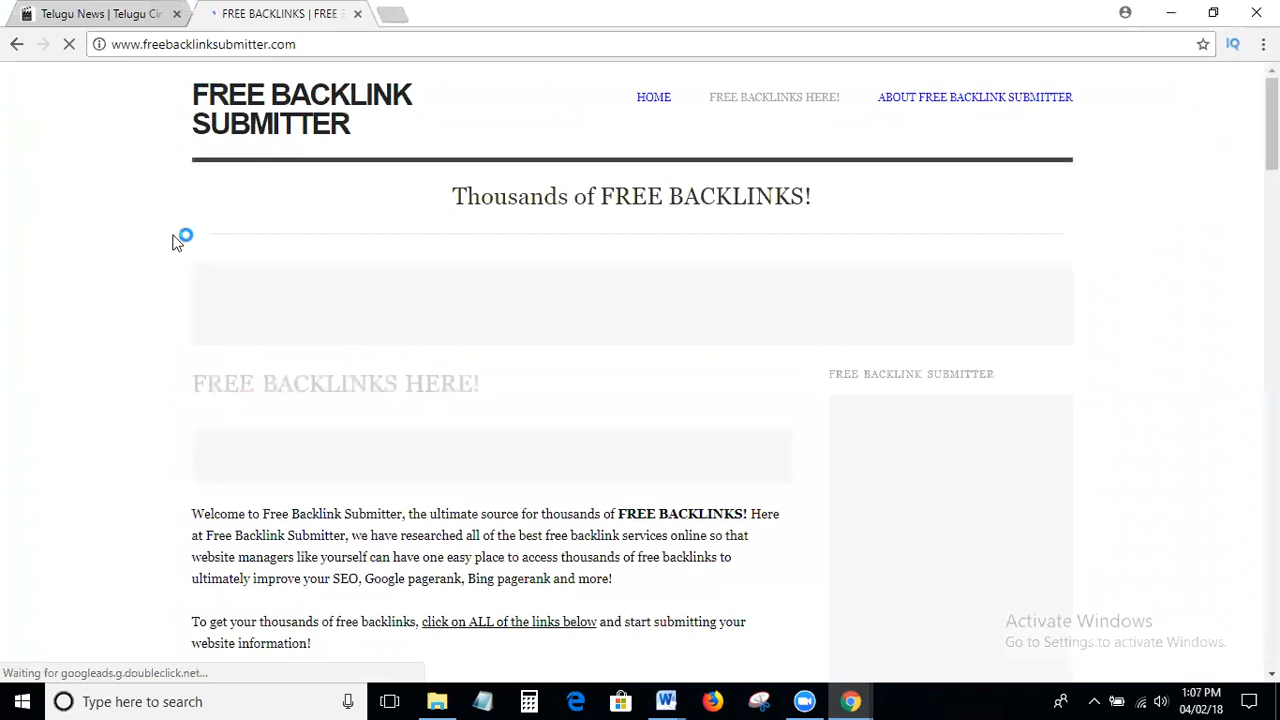 Telugu News | Telugu Cin
FREE BACKLINKS | FREE
www.freebacklinksubmitter.com
IQ
FREE BACKLINK
SUBMITTER
HOME
FREE BACKLINKS HERE!
ABOUT FREE BACKLINK SUBMITTER
Thousands of FREE BACKLINKS!
FREE BACKLINKS HERE!
FREE BACKLINK SUBMITTER
Welcome to Free Backlink Submitter, the ultimate source for thousands of FREE BACKLINKS! Here
at Free Backlink Submitter, we have researched all of the best free backlink services online so that
website managers like yourself can have one easy place to access thousands of free backlinks to
ultimately improve your SEO, Google pagerank, Bing pagerank and more!
To get your thousands of free backlinks, click on ALL of the links below and start submitting your
website information!
Activate Windows
Go to Settings to activate Windows.
Waiting for googleads.g.doubleclick.net...
Type here to search
1:07 PM
04/02/18